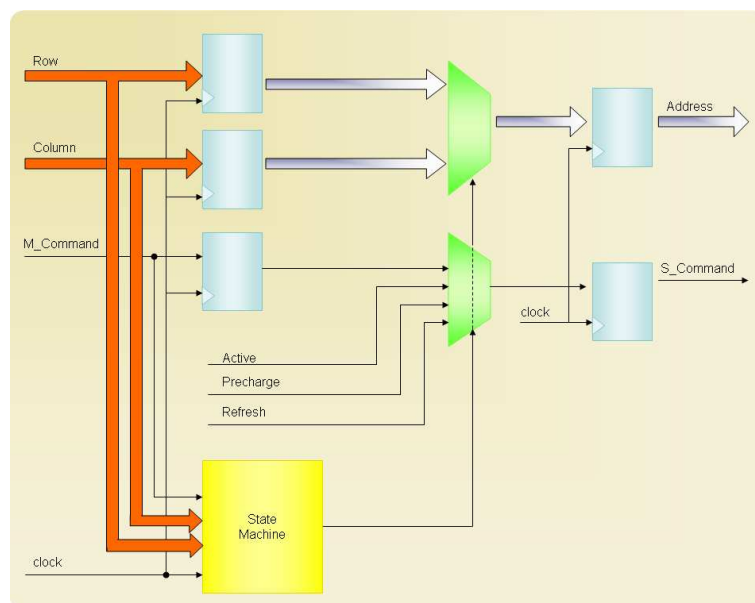 Row
Address
Column
M_Command
S_Command
clock
Active
Precharge
Refresh
State
Machine
clock